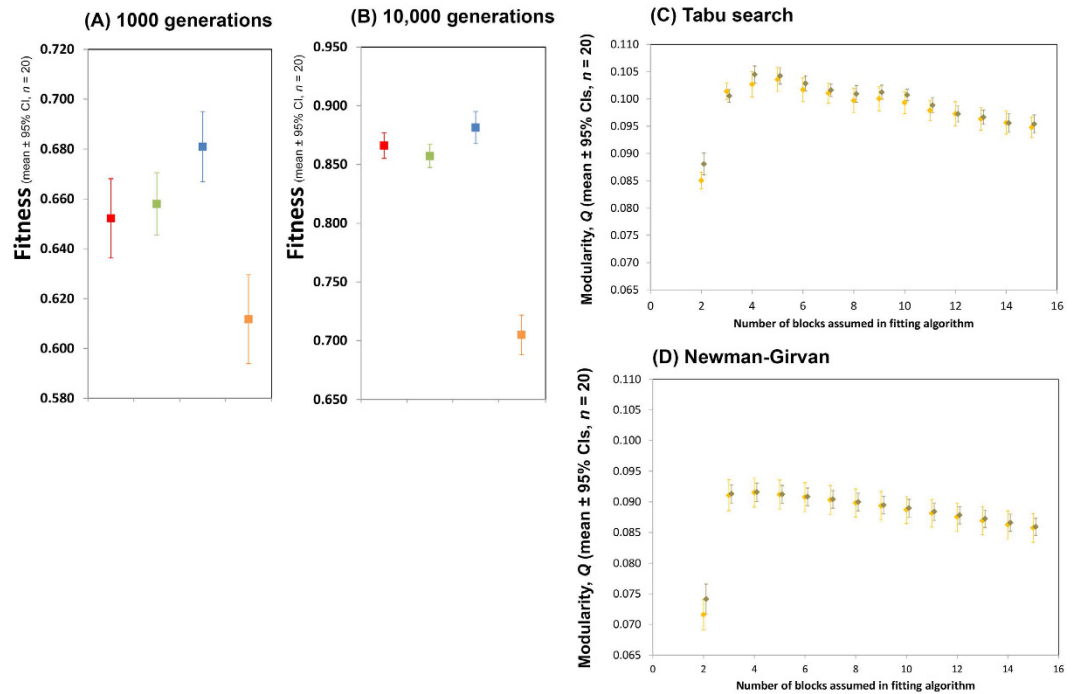 (A) 1000 generations
Fitness (mean ± 95% CI, n = 20)
0.720
0.700
0.680
0.660
0.640
0.620
0.600
0.580
(B) 10,000 generations
Fitness (mean ± 95% CI, n = 20)
0.950
0.900
0.850
0.800
0.750
0.700
0.650
(C) Tabu search
Modularity, Q (mean ± 95% CIs, n = 20)
0.110
0.105
0.100
0.095
0.090
0.085
0.080
0.075
0.070
0.065
0 2 4 6 8 10 12 14 16
Number of blocks assumed in fitting algorithm
(D) Newman-Girvan
Modularity, Q (mean ± 95% CIs, n = 20)
0.110
0.105
0.100
0.095
0.090
0.085
0.080
0.075
0.070
0.065
0 2 4 6 8 10 12 14 16
Number of blocks assumed in fitting algorithm